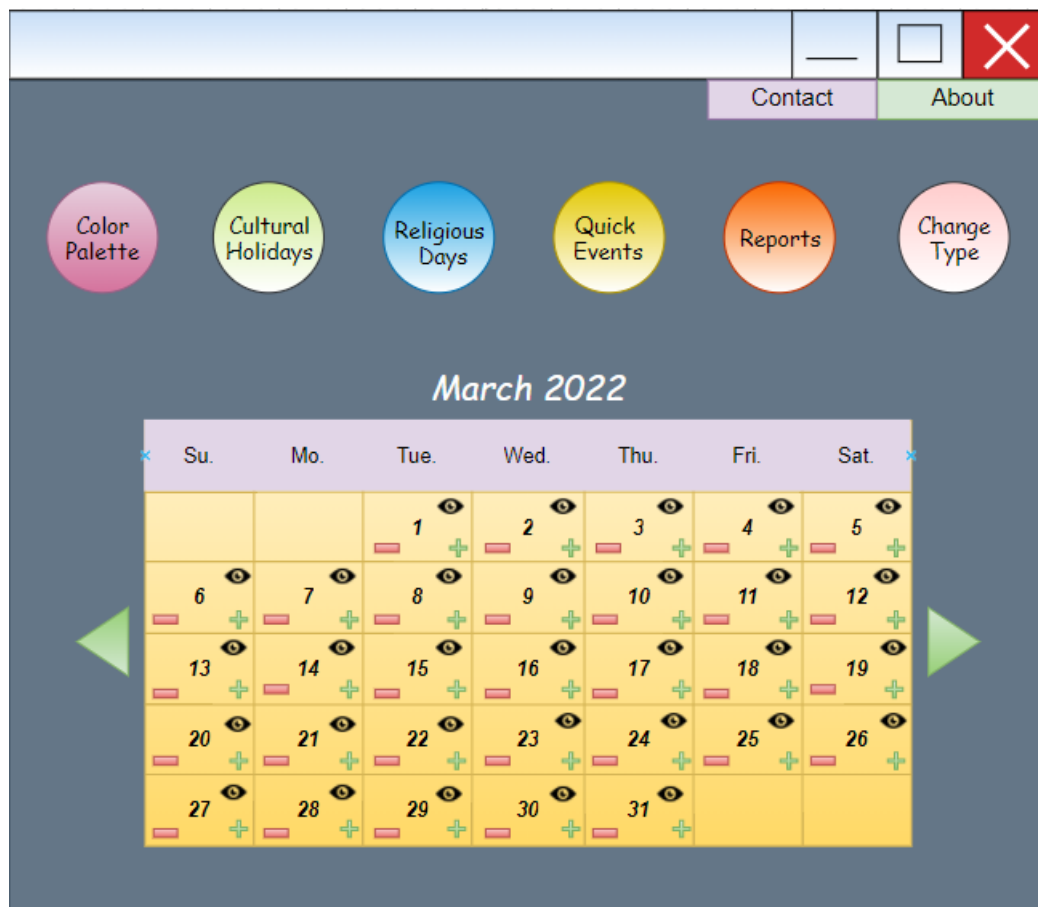 Contact About
Color Palette
Cultural Holidays
Religious Days
Quick Events
Reports
Change Type
March 2022
Su. Mo. Tue. Wed. Thu. Fri. Sat.
1 2 3 4 5
6 7 8 9 10 11 12
13 14 15 16 17 18 19
20 21 22 23 24 25 26
27 28 29 30 31